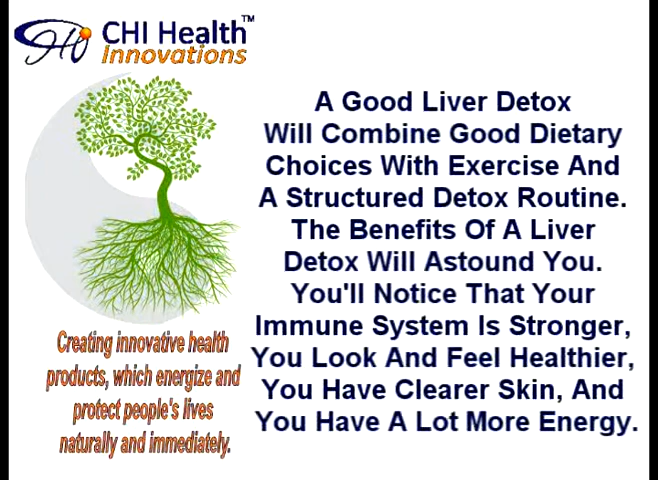 CHI Health™
Innovations
A Good Liver Detox
Will Combine Good Dietary
Choices With Exercise And
A Structured Detox Routine.
The Benefits Of A Liver
Detox Will Astound You.
You'll Notice That Your
Immune System Is Stronger,
You Look And Feel Healthier,
You Have Clearer Skin, And
You Have A Lot More Energy.
Creating innovative health
products, which energize and
protect people's lives
naturally and immediately.